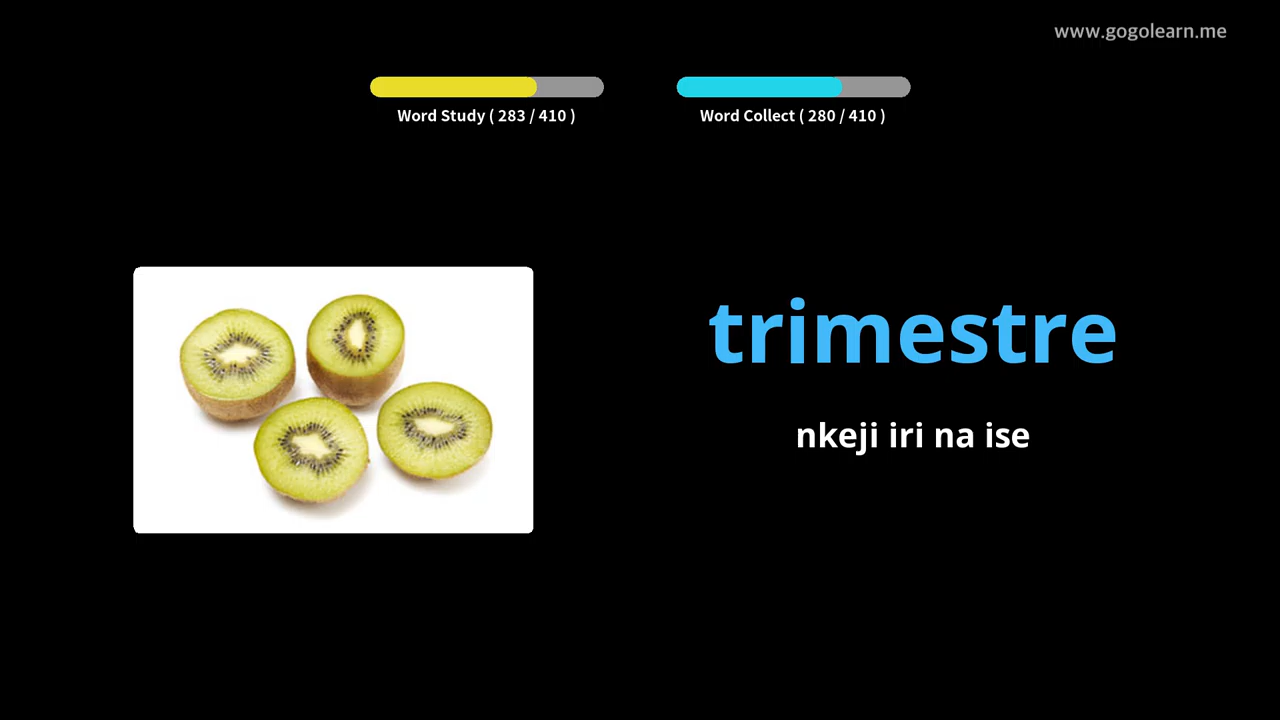 www.gogolearn.me
Word Study ( 283 / 410 )
Word Collect ( 280 / 410 )
trimestre
nkeji iri na ise